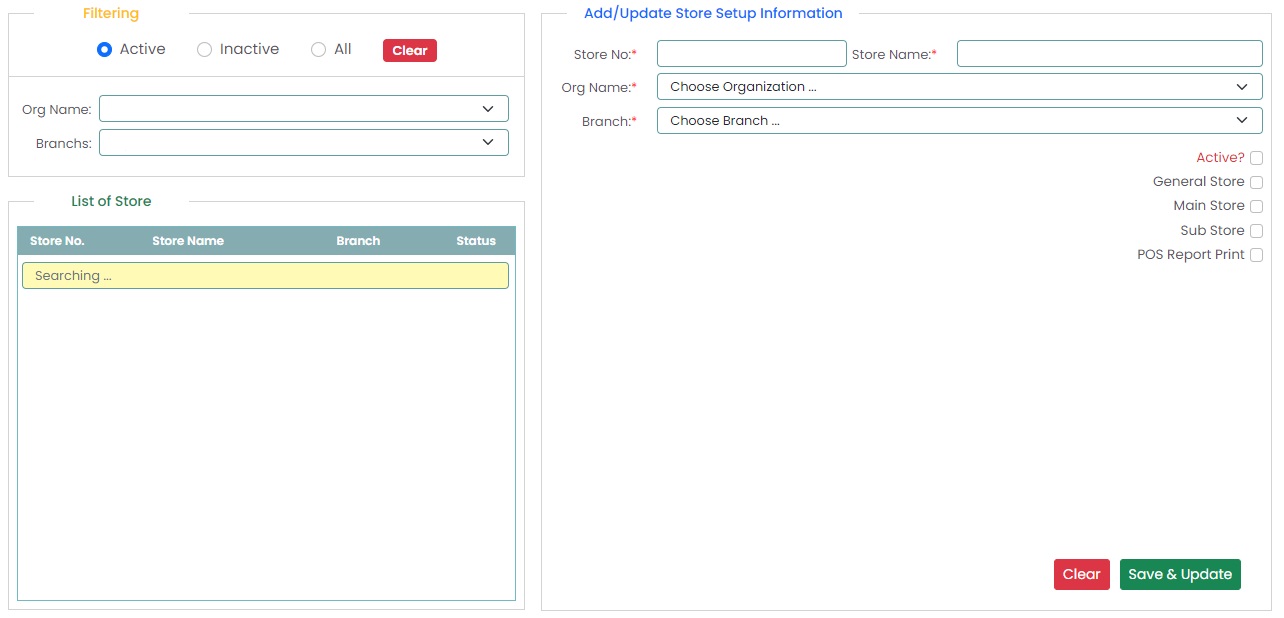 Filtering
Active Inactive All Clear
Org Name:
Branchs:
List of Store
Store No. Store Name Branch Status
Searching ...
Add/Update Store Setup Information
Store No:* Store Name:*
Org Name:* Choose Organization ...
Branch:* Choose Branch ...
Active?
General Store
Main Store
Sub Store
POS Report Print
Clear Save & Update